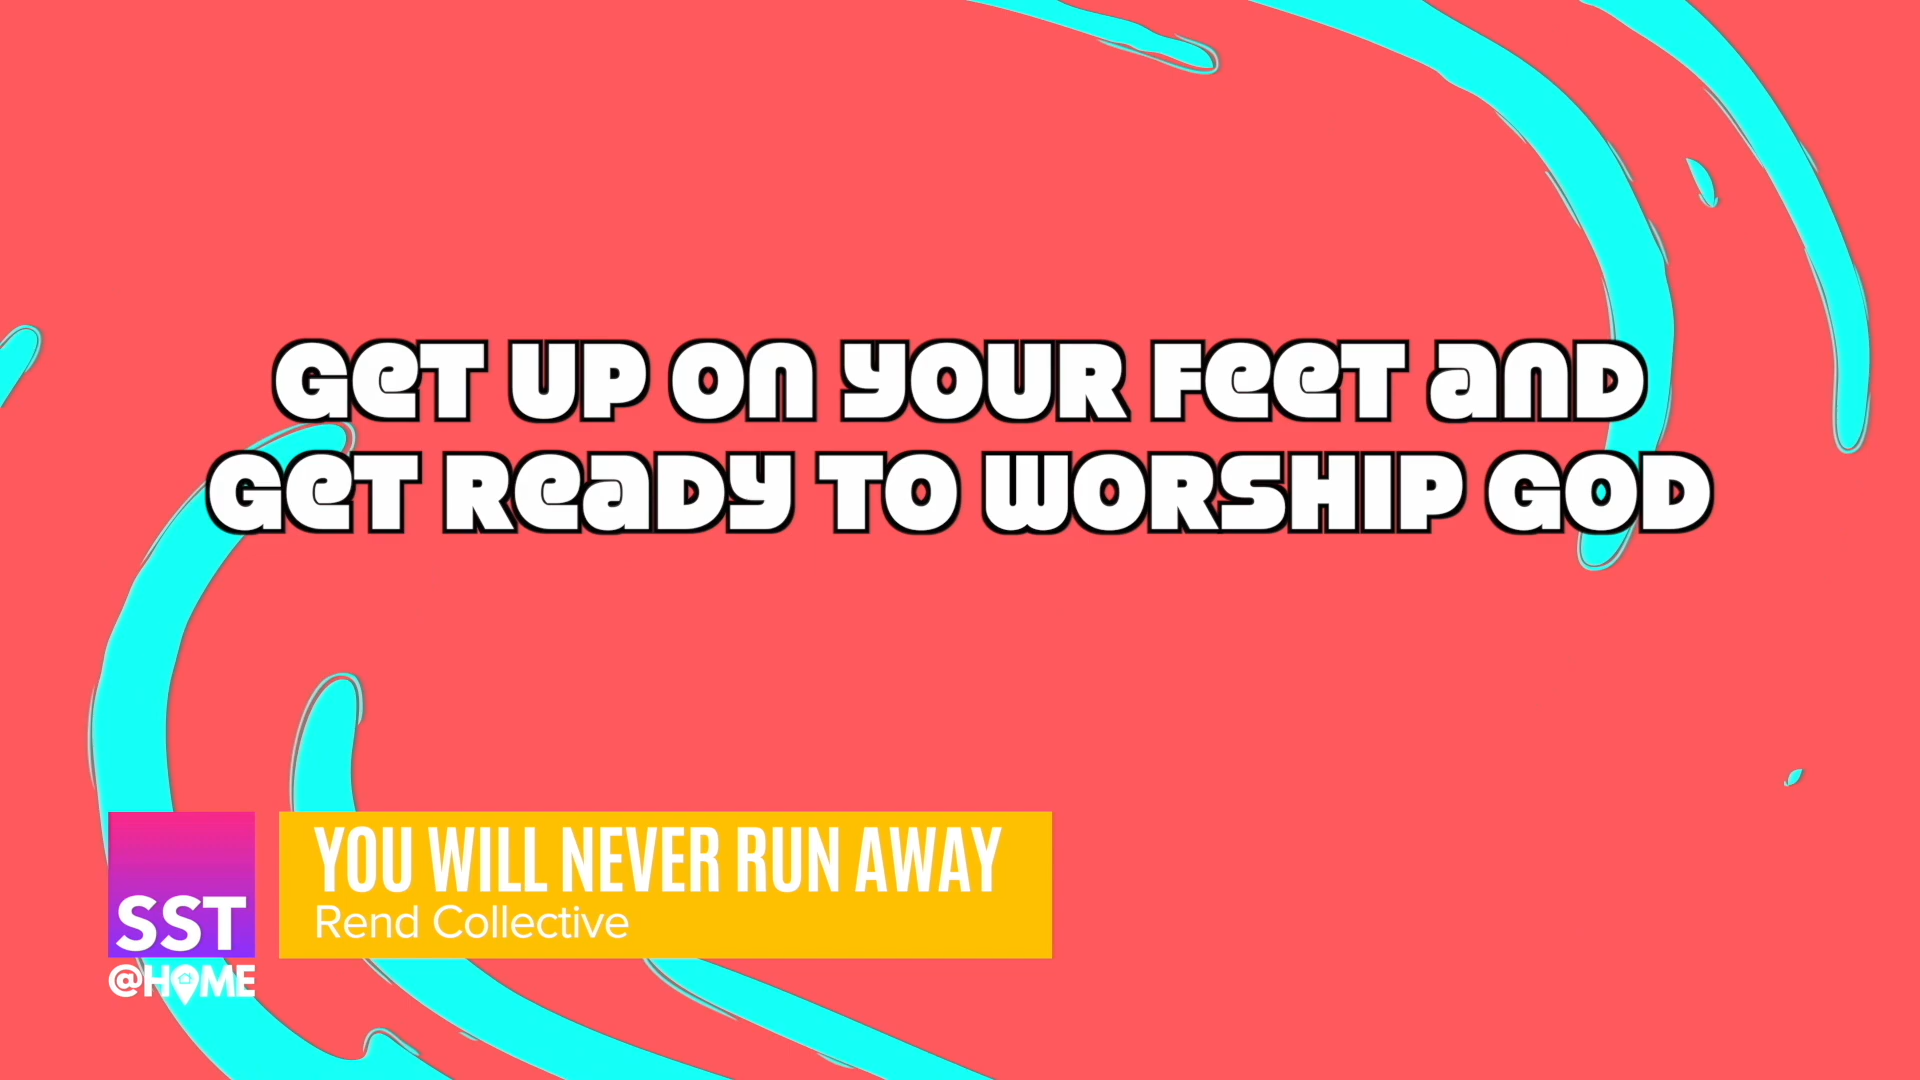 GET UP ON YOUR FEET AND
GET READY TO WORSHIP GOD
YOU WILL NEVER RUN AWAY
Rend Collective
SST
@HOME